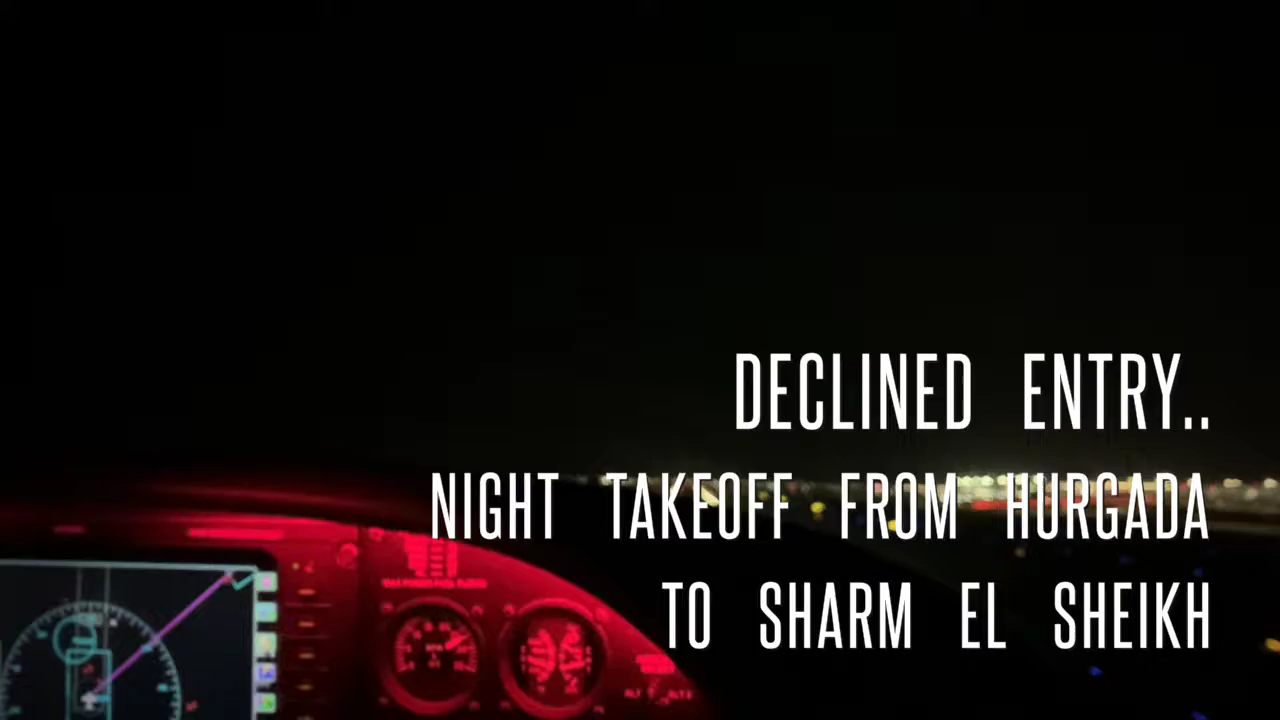 DECLINED ENTRY..
NIGHT TAKEOFF FROM HURGADA
TO SHARM EL SHEIKH